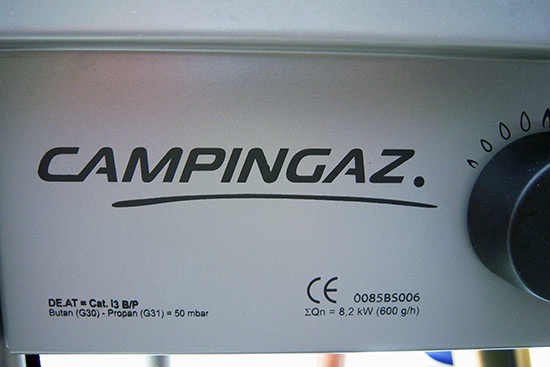 CAMPINGAZ.
DE.AT = Cat. I3 B/P
Butan (G30) - Propan (G31) = 50 mbar
CE 0085BS006
ΣQn = 8,2 kW (600 g/h)